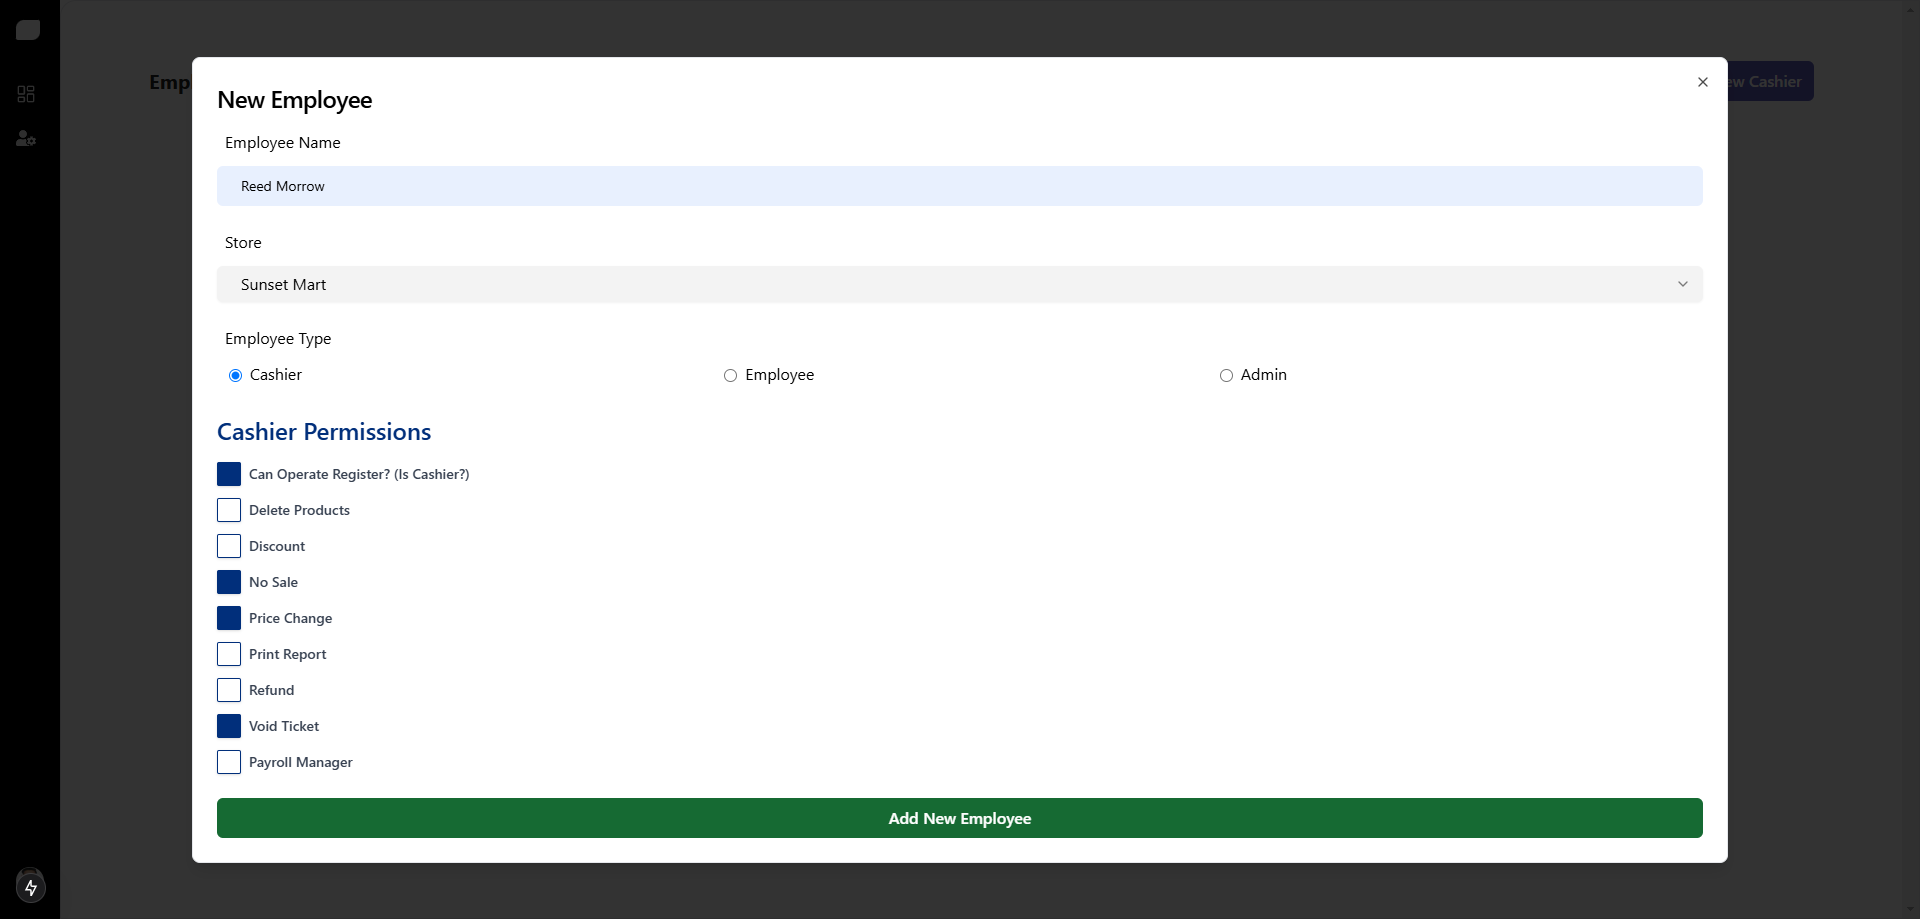 Emp
ew Cashier
New Employee
Employee Name
Reed Morrow
Store
Sunset Mart
Employee Type
Cashier
Employee
Admin
Cashier Permissions
Can Operate Register? (Is Cashier?)
Delete Products
Discount
No Sale
Price Change
Print Report
Refund
Void Ticket
Payroll Manager
Add New Employee